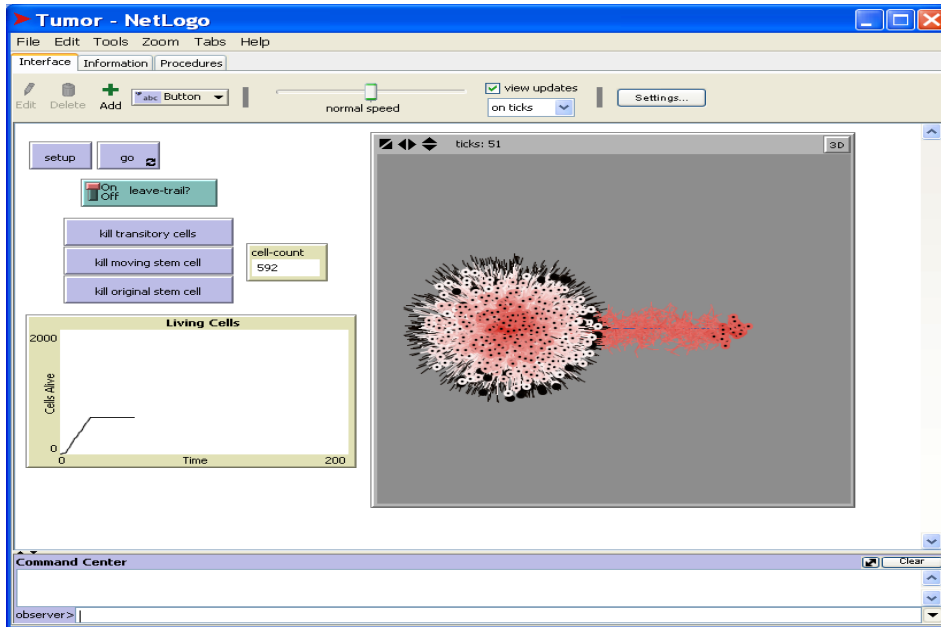 Tumor - NetLogo
File Edit Tools Zoom Tabs Help
Interface Information Procedures
Edit Delete Add abc Button normal speed view updates on ticks Settings...
setup go
ticks: 51 3D
On Off leave-trail?
kill transitory cells
kill moving stem cell
kill original stem cell
cell-count
592
Living Cells
2000
Cells Alive
0
0 Time 200
Command Center Clear
observer>